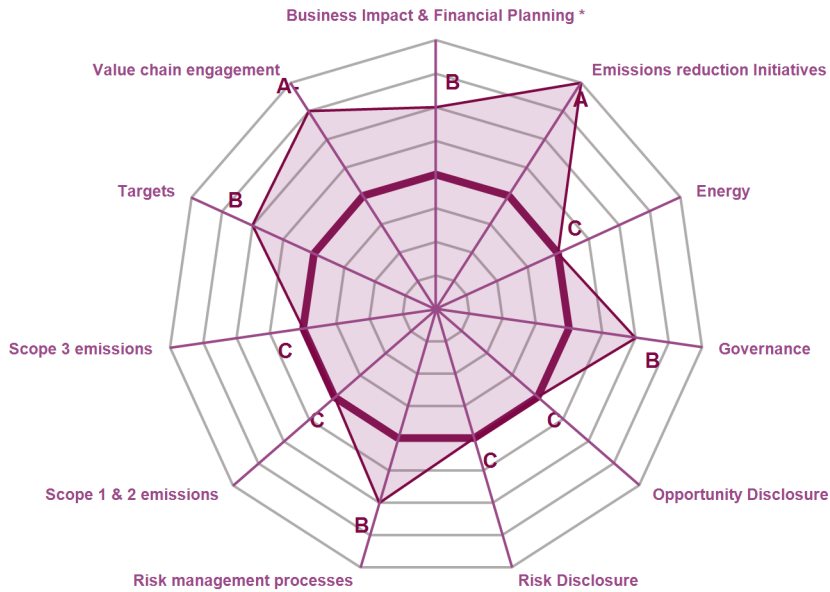 Business Impact & Financial Planning *
Value chain engagement
Emissions reduction Initiatives
A-
B
A
Targets
B
Energy
C
Scope 3 emissions
C
Governance
B
Scope 1 & 2 emissions
C
C
Opportunity Disclosure
C
B
Risk management processes
Risk Disclosure